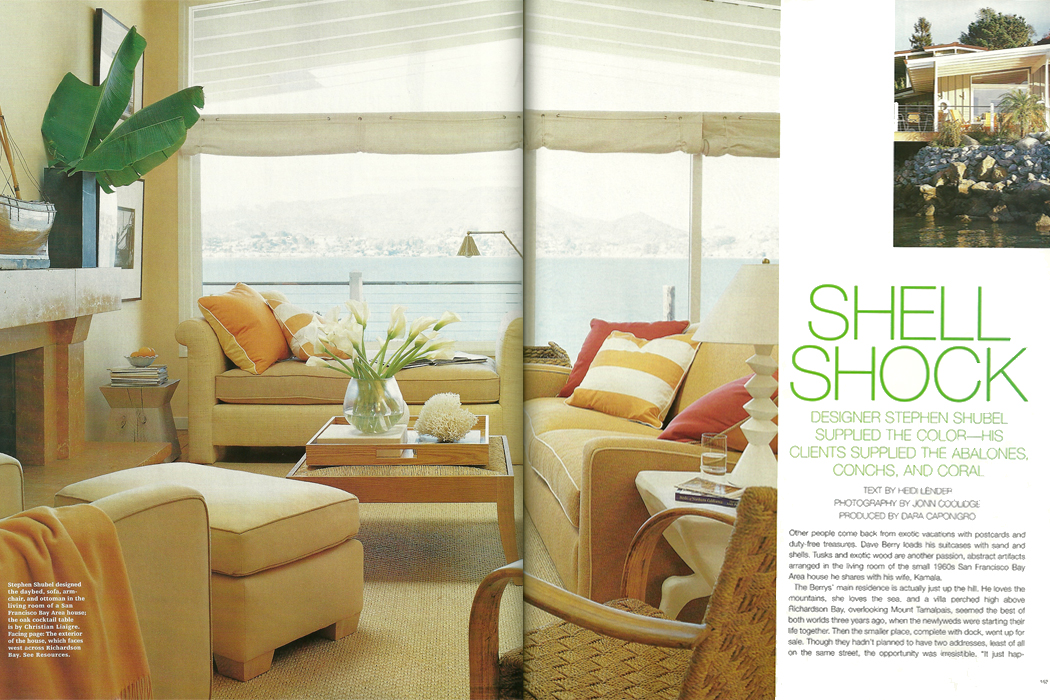 Stephen Shubel designed
the daybed, sofa, arm-
chair, and ottoman in the
living room of a San
Francisco Bay Area house;
the oak cocktail table
is by Christian Liaigre.
Facing page: The exterior
of the house, which faces
west across Richardson
Bay. See Resources.
SHELL
SHOCK
DESIGNER STEPHEN SHUBEL
SUPPLIED THE COLOR—HIS
CLIENTS SUPPLIED THE ABALONES,
CONCHS, AND CORAL
TEXT BY HEIDI LENDER
PHOTOGRAPHY BY JONN COOLIDGE
PRODUCED BY DARA CAPONIGRO
Other people come back from exotic vacations with postcards and
duty-free treasures. Dave Berry loads his suitcases with sand and
shells. Tusks and exotic wood are another passion, abstract artifacts
arranged in the living room of the small 1960s San Francisco Bay
Area house he shares with his wife, Kamala.
The Berrys' main residence is actually just up the hill. He loves the
mountains, she loves the sea, and a villa perched high above
Richardson Bay, overlooking Mount Tamalpais, seemed the best of
both worlds three years ago, when the newlyweds were starting their
life together. Then the smaller place, complete with dock, went up for
sale. Though they hadn't planned to have two addresses, least of all
on the same street, the opportunity was irresistible. "It just hap-